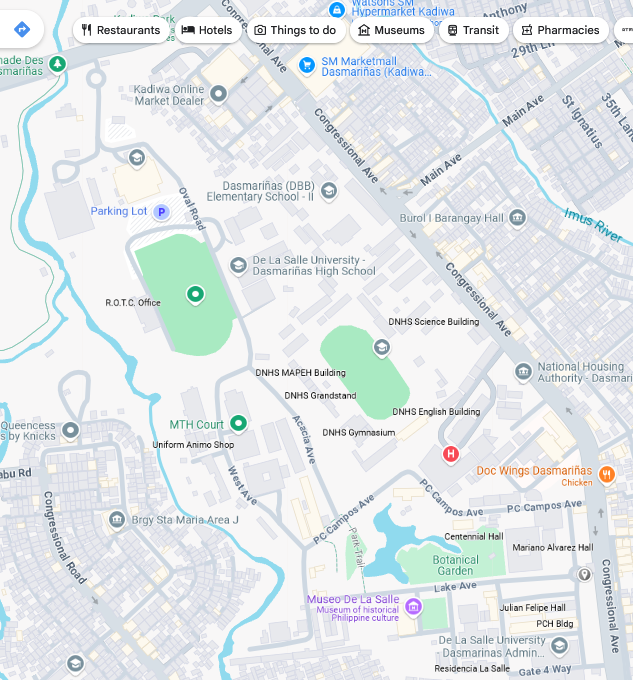 Watsons SM
Hypermarket Kadiwa
Kadiwa Park
Restaurants
Hotels
Things to do
Museums
Transit
Pharmacies
Anthony
29th
Dasmariñas
SM Marketmall
Dasmariñas (Kadiwa...
Congressional Ave
Kadiwa Online
Market Dealer
Congressional Ave
Main Ave
St Ignatius
35th
Main Ave
Dasmariñas (DBB)
Elementary School - II
Parking Lot
P
Oval Road
Burol I Barangay Hall
Imus River
De La Salle University -
Dasmariñas High School
Congressional Ave
R.O.T.C. Office
DNHS Science Building
DNHS MAPEH Building
National Housing
Authority - Dasmari
DNHS Grandstand
DNHS English Building
Queencess
s by Knicks
MTH Court
DNHS Gymnasium
Acacia Ave
Uniform Animo Shop
H
abu Rd
West Ave
Doc Wings Dasmariñas
Chicken
PC Campos Ave
PC Campos Ave
PC Campos Ave
Congressional Road
Brgy Sta Maria Area J
Park Trail
Centennial Hall
Mariano Alvarez Hall
Botanical
Garden
Congressional Ave
Lake Ave
Museo De La Salle
Museum of historical
Philippine culture
Julian Felipe Hall
PCH Bldg
De La Salle University
Dasmarinas Admin...
Residencia La Salle
Gate 4 Way